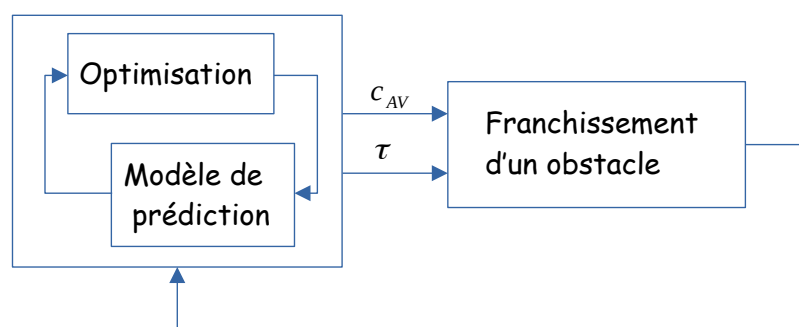 Optimisation
Modèle de
prédiction
c_AV
τ
Franchissement
d'un obstacle